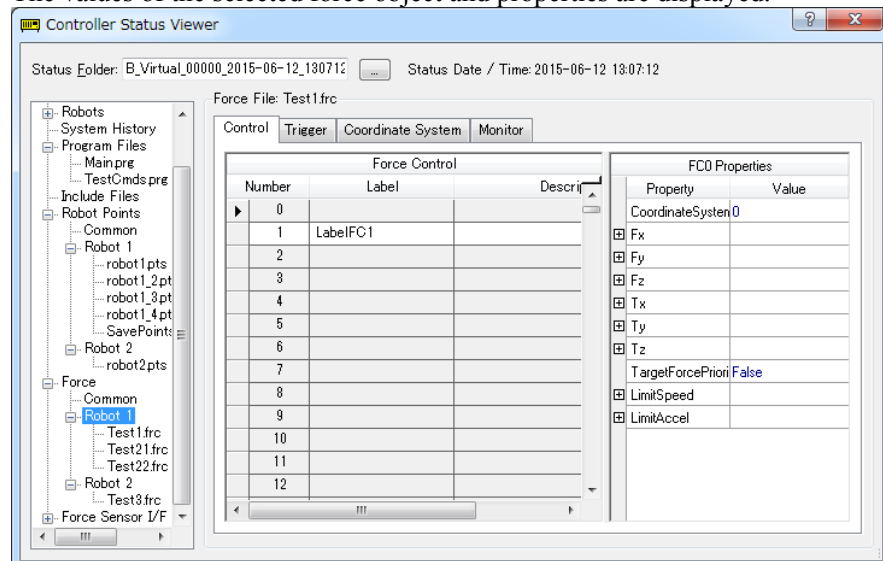 The values of the selected force object and properties are displayed.
Controller Status Viewer
Status Folder: B_Virtual_00000_2015-06-12_130712 ... Status Date / Time: 2015-06-12 13:07:12
Robots
System History
Program Files
Main.prg
TestCmds.prg
Include Files
Robot Points
Common
Robot 1
robot1.pts
robot1_2.pt
robot1_3.pt
robot1_4.pt
SavePoints
Robot 2
robot2.pts
Force
Common
Robot 1
Test1.frc
Test21.frc
Test22.frc
Robot 2
Test3.frc
Force Sensor I/F
Force File: Test1.frc
Control Trigger Coordinate System Monitor
Force Control
Number Label Descri
0
1 LabelFC1
2
3
4
5
6
7
8
9
10
11
12
FC0 Properties
Property Value
CoordinateSystem 0
Fx
Fy
Fz
Tx
Ty
Tz
TargetForcePriori False
LimitSpeed
LimitAccel